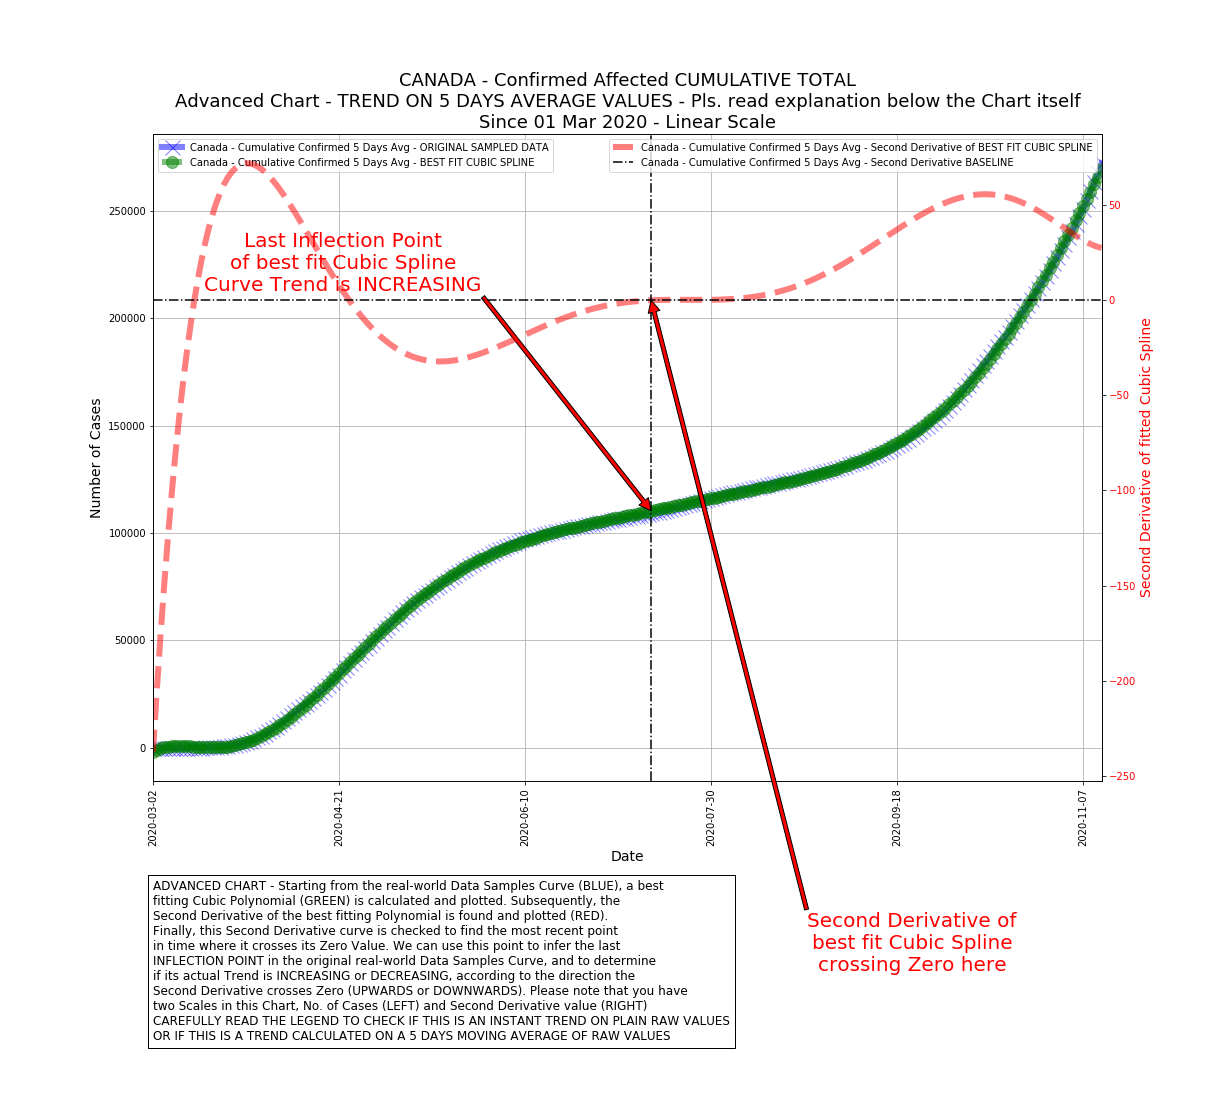 CANADA - Confirmed Affected CUMULATIVE TOTAL
Advanced Chart - TREND ON 5 DAYS AVERAGE VALUES - Pls. read explanation below the Chart itself
Since 01 Mar 2020 - Linear Scale
Canada - Cumulative Confirmed 5 Days Avg - ORIGINAL SAMPLED DATA
Canada - Cumulative Confirmed 5 Days Avg - BEST FIT CUBIC SPLINE
Canada - Cumulative Confirmed 5 Days Avg - Second Derivative of BEST FIT CUBIC SPLINE
Canada - Cumulative Confirmed 5 Days Avg - Second Derivative BASELINE
Last Inflection Point
of best fit Cubic Spline
Curve Trend is INCREASING
Number of Cases
250000
200000
150000
100000
50000
0
50
0
−50
−100
−150
−200
−250
Second Derivative of fitted Cubic Spline
2020-03-02
2020-04-21
2020-06-10
2020-07-30
2020-09-18
2020-11-07
Date
ADVANCED CHART - Starting from the real-world Data Samples Curve (BLUE), a best
fitting Cubic Polynomial (GREEN) is calculated and plotted. Subsequently, the
Second Derivative of the best fitting Polynomial is found and plotted (RED).
Finally, this Second Derivative curve is checked to find the most recent point
in time where it crosses its Zero Value. We can use this point to infer the last
INFLECTION POINT in the original real-world Data Samples Curve, and to determine
if its actual Trend is INCREASING or DECREASING, according to the direction the
Second Derivative crosses Zero (UPWARDS or DOWNWARDS). Please note that you have
two Scales in this Chart, No. of Cases (LEFT) and Second Derivative value (RIGHT)
CAREFULLY READ THE LEGEND TO CHECK IF THIS IS AN INSTANT TREND ON PLAIN RAW VALUES
OR IF THIS IS A TREND CALCULATED ON A 5 DAYS MOVING AVERAGE OF RAW VALUES
Second Derivative of
best fit Cubic Spline
crossing Zero here